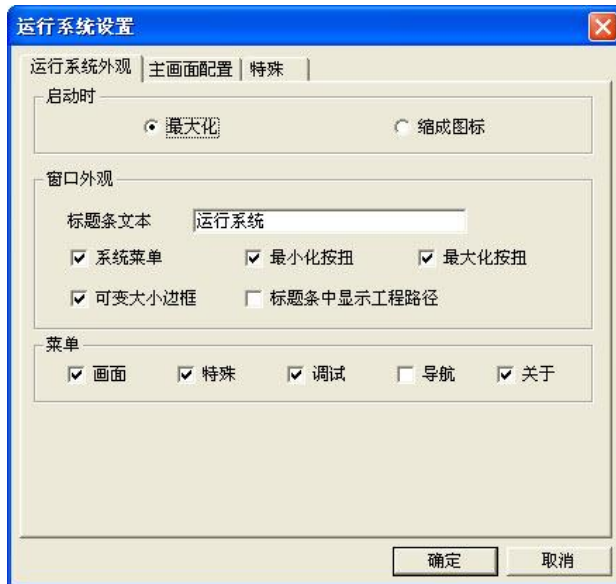 运行系统设置
运行系统外观 主画面配置 特殊
启动时
最大化 缩成图标
窗口外观
标题条文本 运行系统
系统菜单 最小化按扭 最大化按扭
可变大小边框 标题条中显示工程路径
菜单
画面 特殊 调试 导航 关于
确定 取消